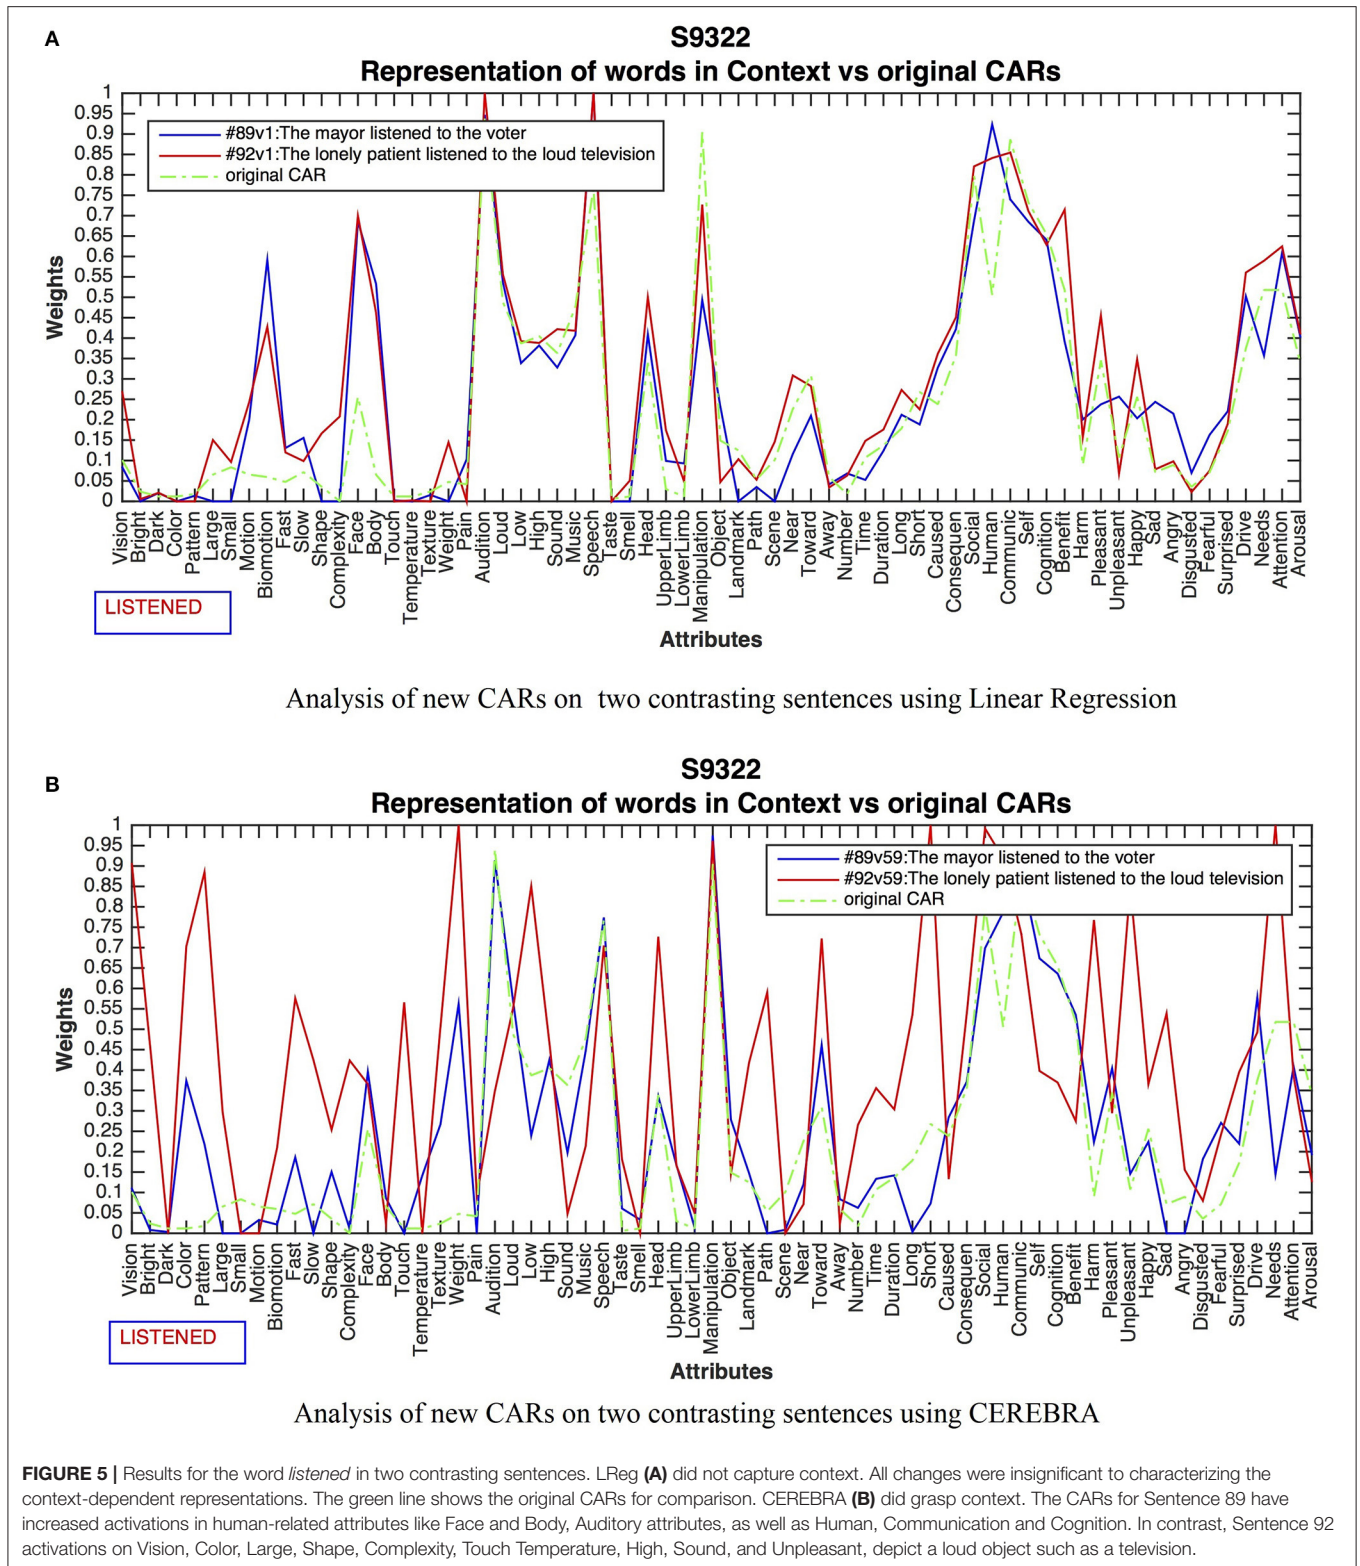 A
S9322
Representation of words in Context vs original CARs
1
0.95
0.9
0.85
0.8
0.75
0.7
0.65
0.6
0.55
0.5
0.45
0.4
0.35
0.3
0.25
0.2
0.15
0.1
0.05
0
Weights
#89v1:The mayor listened to the voter
#92v1:The lonely patient listened to the loud television
original CAR
Vision
Bright
Dark
Color
Pattern
Large
Small
Motion
Biomotion
Fast
Slow
Shape
Complexity
Face
Body
Touch
Temperature
Texture
Weight
Pain
Audition
Loud
Low
High
Sound
Music
Speech
Taste
Smell
Head
UpperLimb
LowerLimb
Manipulation
Object
Landmark
Path
Scene
Near
Toward
Away
Number
Time
Duration
Long
Short
Caused
Consequen
Social
Human
Communic
Self
Cognition
Benefit
Harm
Pleasant
Unpleasant
Happy
Sad
Angry
Disgusted
Fearful
Surprised
Drive
Needs
Attention
Arousal
LISTENED
Attributes
Analysis of new CARs on two contrasting sentences using Linear Regression
B
S9322
Representation of words in Context vs original CARs
1
0.95
0.9
0.85
0.8
0.75
0.7
0.65
0.6
0.55
0.5
0.45
0.4
0.35
0.3
0.25
0.2
0.15
0.1
0.05
0
Weights
#89v59:The mayor listened to the voter
#92v59:The lonely patient listened to the loud television
original CAR
Vision
Bright
Dark
Color
Pattern
Large
Small
Motion
Biomotion
Fast
Slow
Shape
Complexity
Face
Body
Touch
Temperature
Texture
Weight
Pain
Audition
Loud
Low
High
Sound
Music
Speech
Taste
Smell
Head
UpperLimb
LowerLimb
Manipulation
Object
Landmark
Path
Scene
Near
Toward
Away
Number
Time
Duration
Long
Short
Caused
Consequen
Social
Human
Communic
Self
Cognition
Benefit
Harm
Pleasant
Unpleasant
Happy
Sad
Angry
Disgusted
Fearful
Surprised
Drive
Needs
Attention
Arousal
LISTENED
Attributes
Analysis of new CARs on two contrasting sentences using CEREBRA
FIGURE 5 | Results for the word listened in two contrasting sentences. LReg (A) did not capture context. All changes were insignificant to characterizing the
context-dependent representations. The green line shows the original CARs for comparison. CEREBRA (B) did grasp context. The CARs for Sentence 89 have
increased activations in human-related attributes like Face and Body, Auditory attributes, as well as Human, Communication and Cognition. In contrast, Sentence 92
activations on Vision, Color, Large, Shape, Complexity, Touch Temperature, High, Sound, and Unpleasant, depict a loud object such as a television.